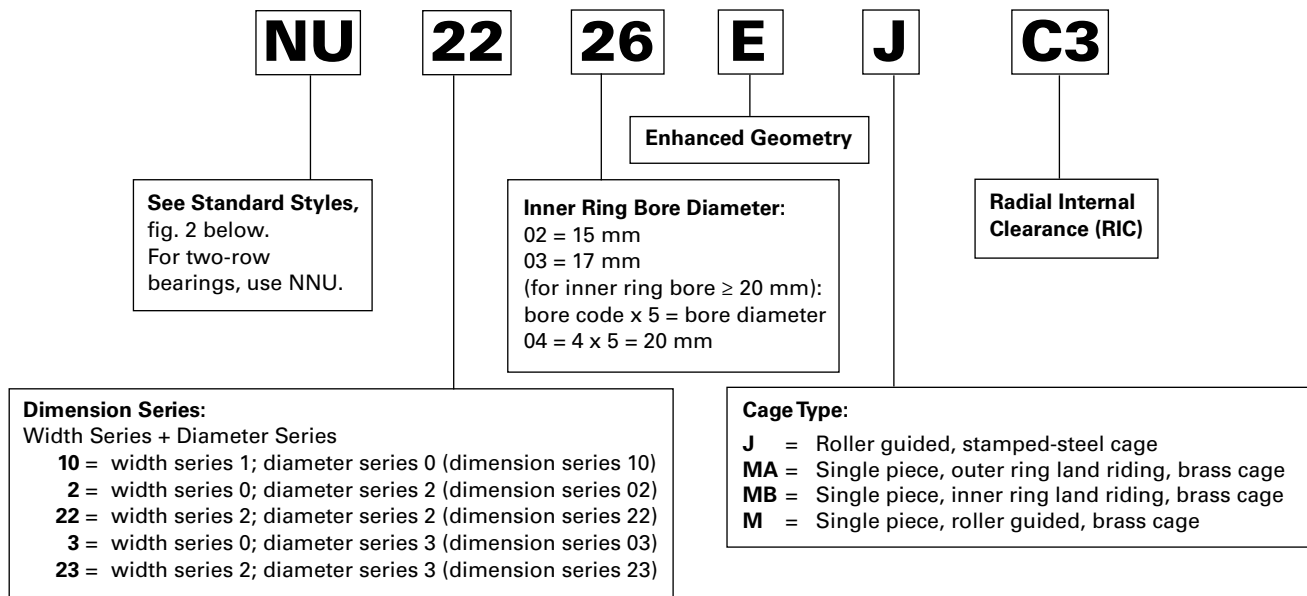 NU 22 26 E J C3
Enhanced Geometry
See Standard Styles,
fig. 2 below.
For two-row
bearings, use NNU.
Inner Ring Bore Diameter:
02 = 15 mm
03 = 17 mm
(for inner ring bore ≥ 20 mm):
bore code x 5 = bore diameter
04 = 4 x 5 = 20 mm
Radial Internal
Clearance (RIC)
Dimension Series:
Width Series + Diameter Series
10 = width series 1; diameter series 0 (dimension series 10)
2 = width series 0; diameter series 2 (dimension series 02)
22 = width series 2; diameter series 2 (dimension series 22)
3 = width series 0; diameter series 3 (dimension series 03)
23 = width series 2; diameter series 3 (dimension series 23)
Cage Type:
J = Roller guided, stamped-steel cage
MA = Single piece, outer ring land riding, brass cage
MB = Single piece, inner ring land riding, brass cage
M = Single piece, roller guided, brass cage